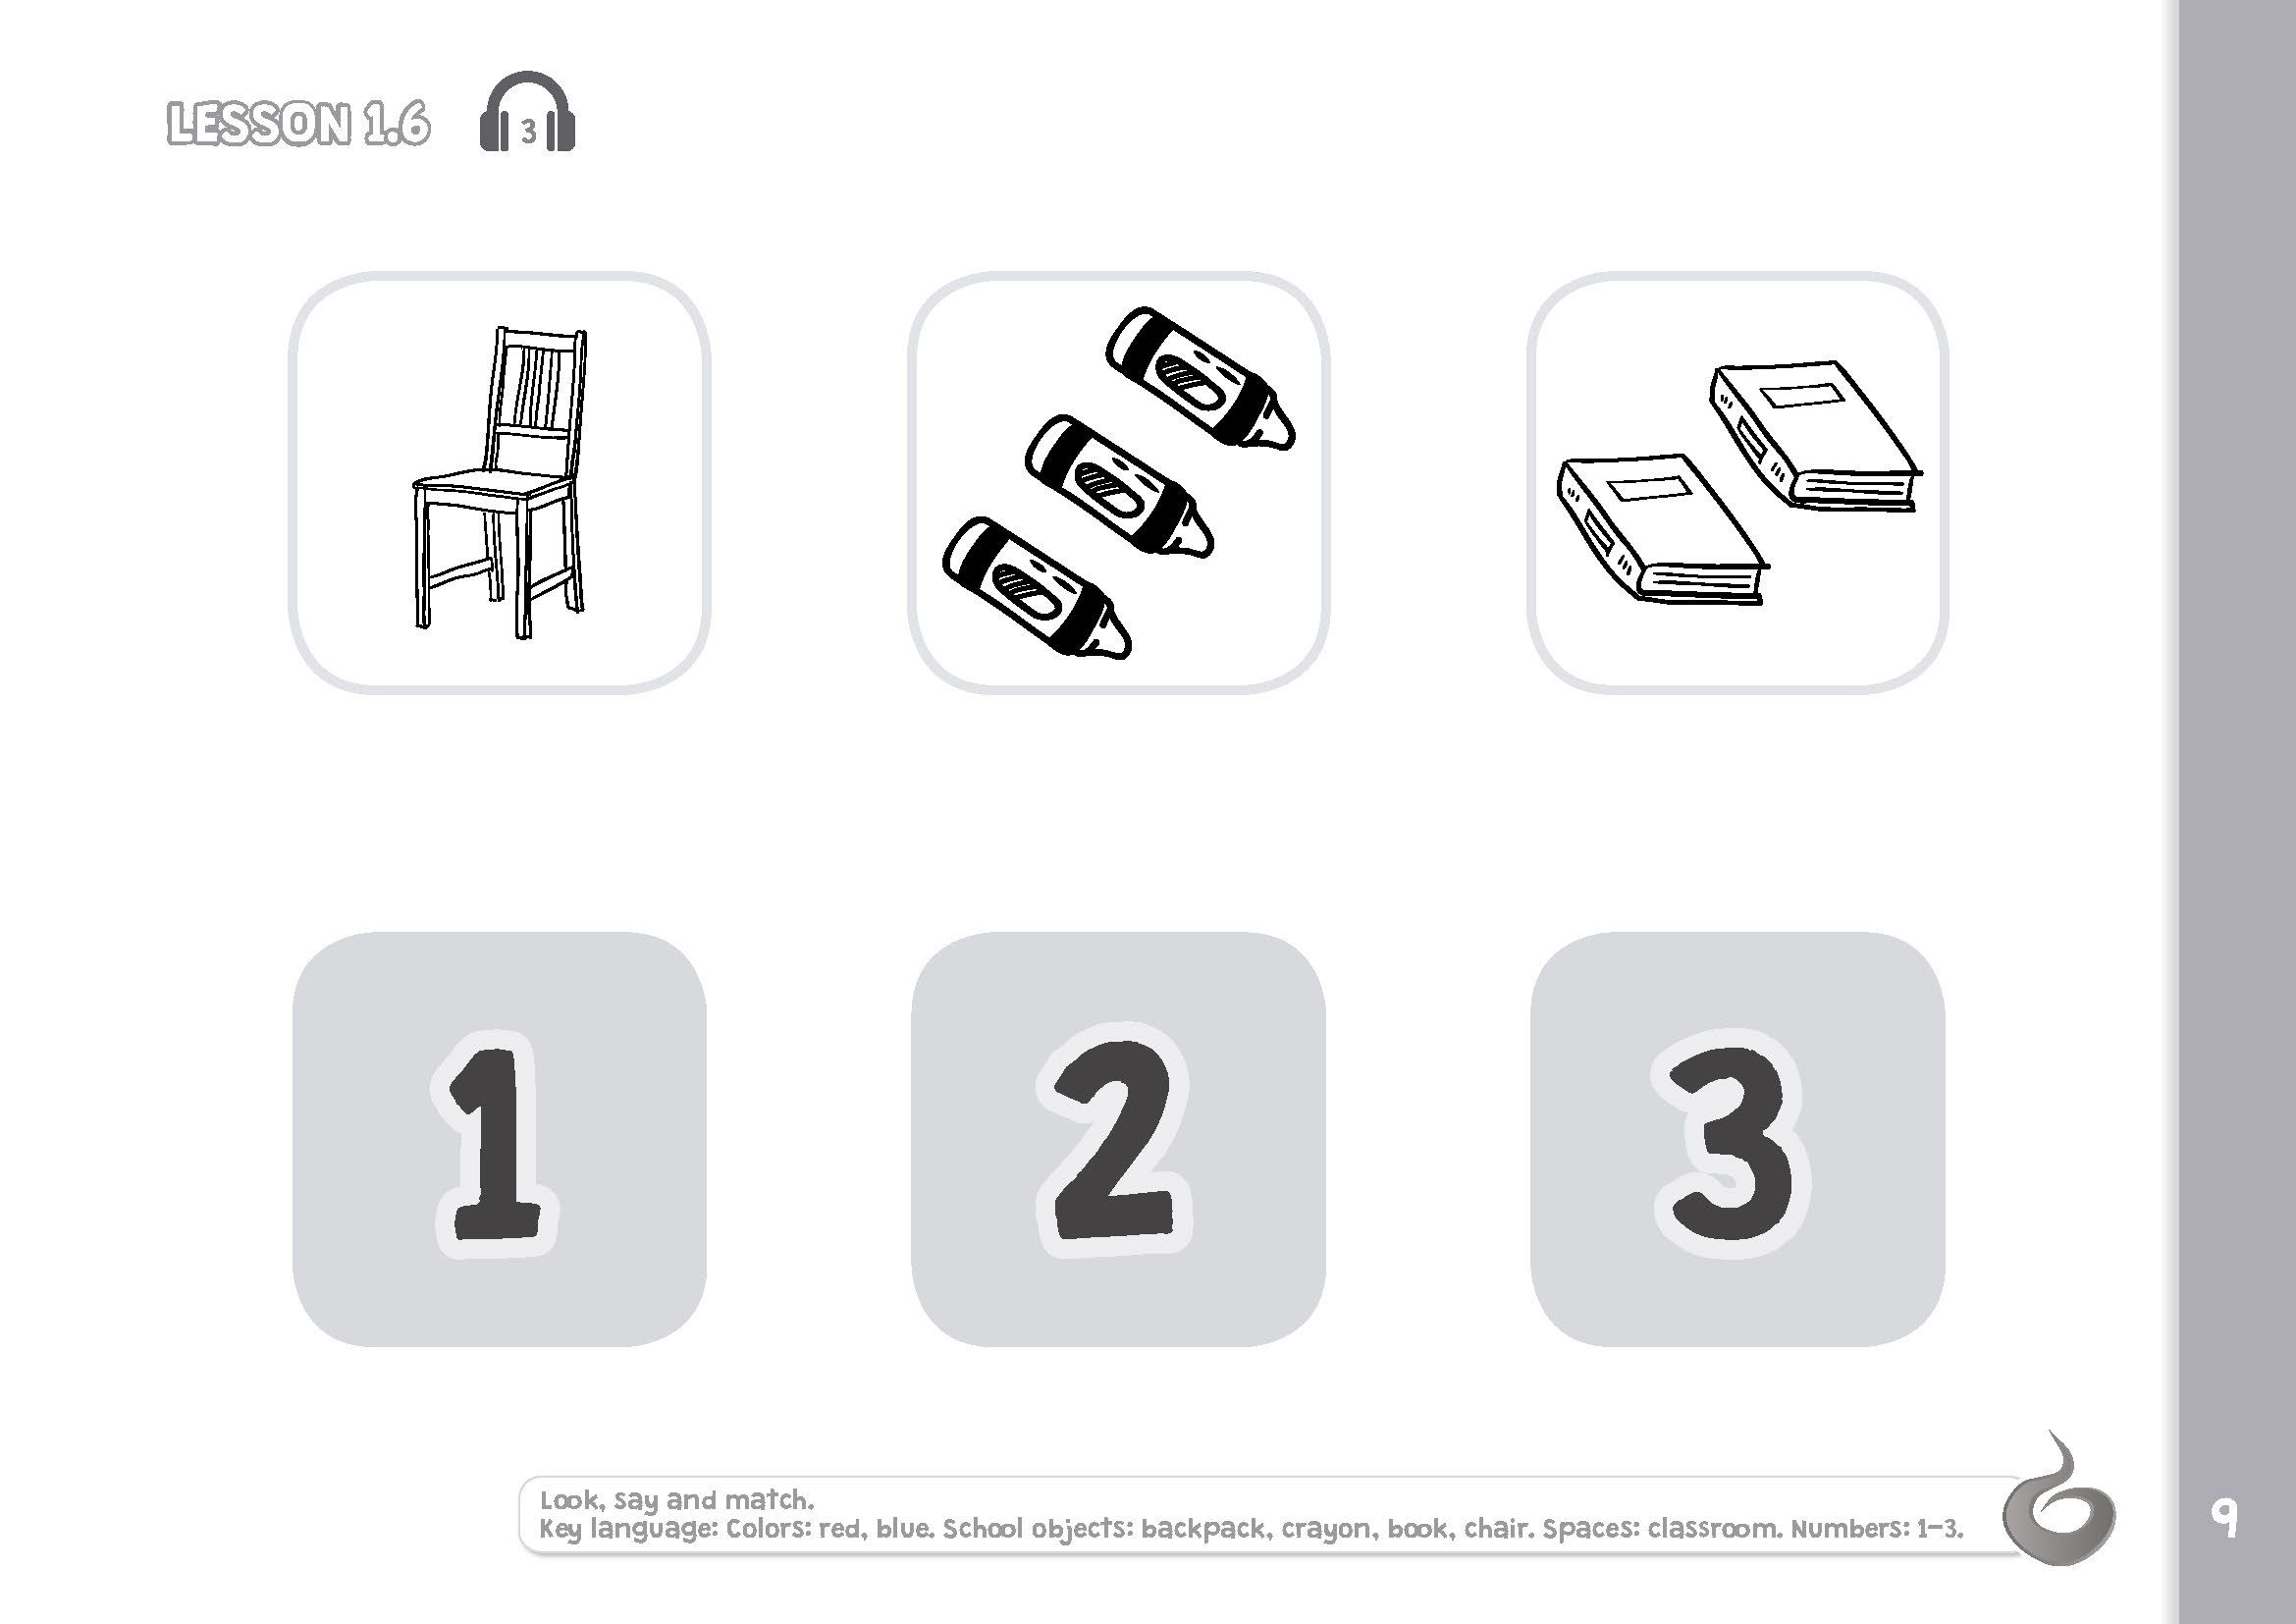 LESSON 1.6
3
1
2
3
Look, say and match.
Key language: Colors: red, blue. School objects: backpack, crayon, book, chair. Spaces: classroom. Numbers: 1-3.
9